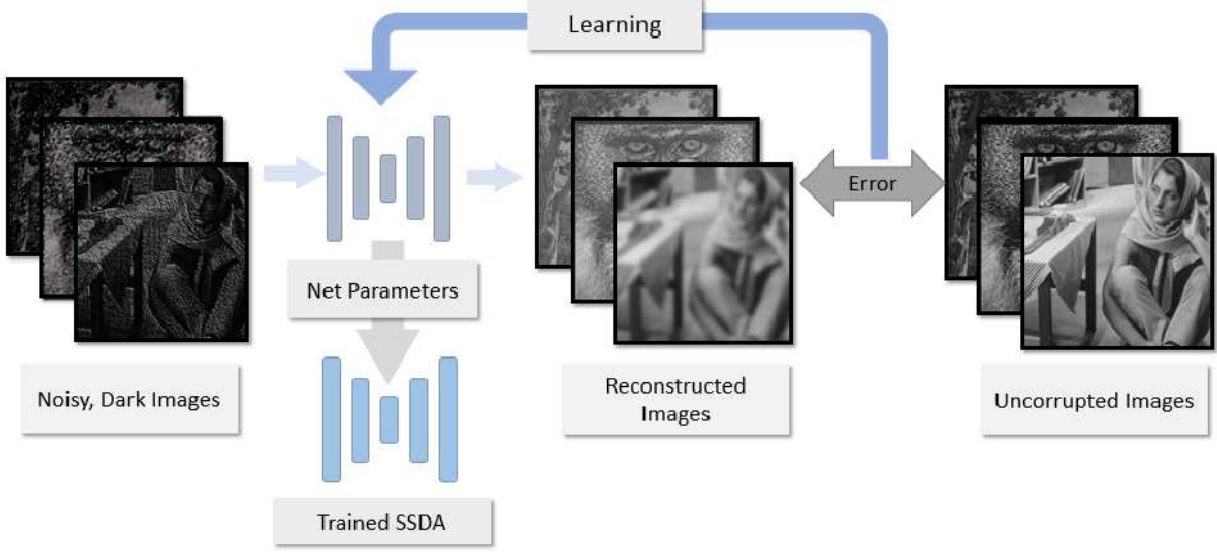 Learning
Error
Net Parameters
Noisy, Dark Images
Reconstructed
Images
Uncorrupted Images
Trained SSDA